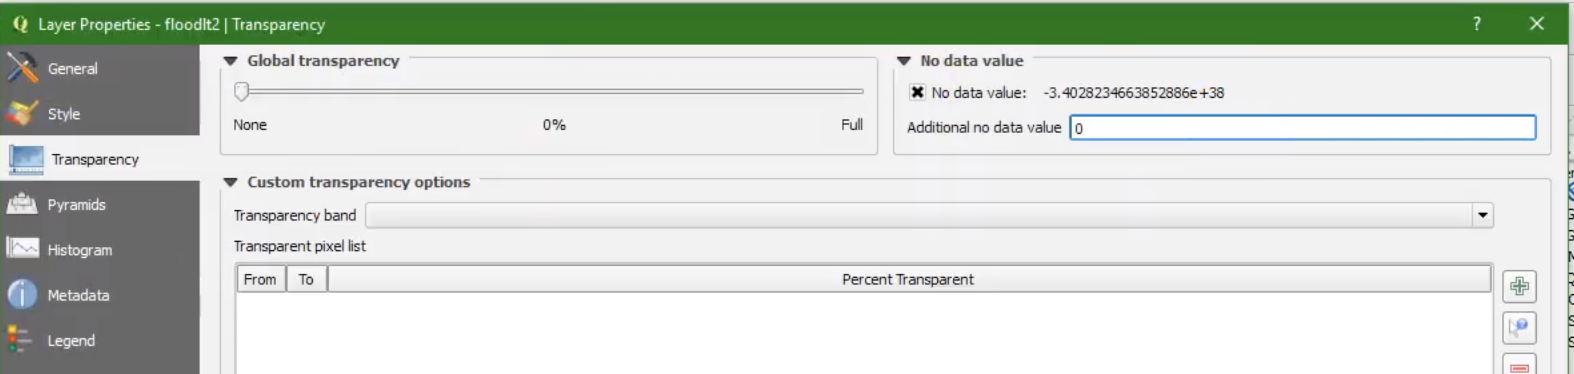 Layer Properties - floodlt2 | Transparency
?
General
Style
Transparency
Pyramids
Histogram
Metadata
Legend
Global transparency
None 0% Full
No data value
No data value: -3.4028234663852886e+38
Additional no data value 0
Custom transparency options
Transparency band
Transparent pixel list
From To Percent Transparent